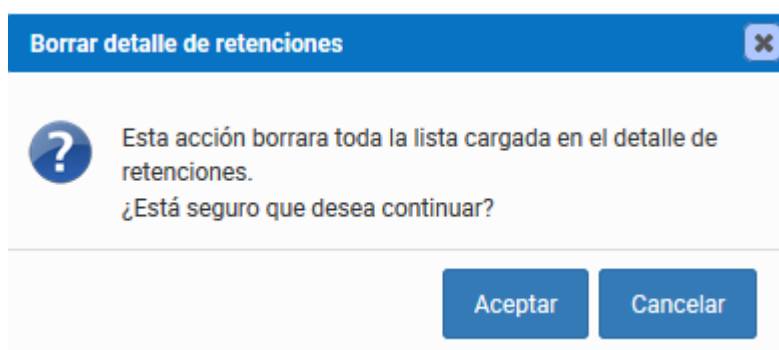 Borrar detalle de retenciones
Esta acción borrara toda la lista cargada en el detalle de
retenciones.
¿Está seguro que desea continuar?
Aceptar Cancelar